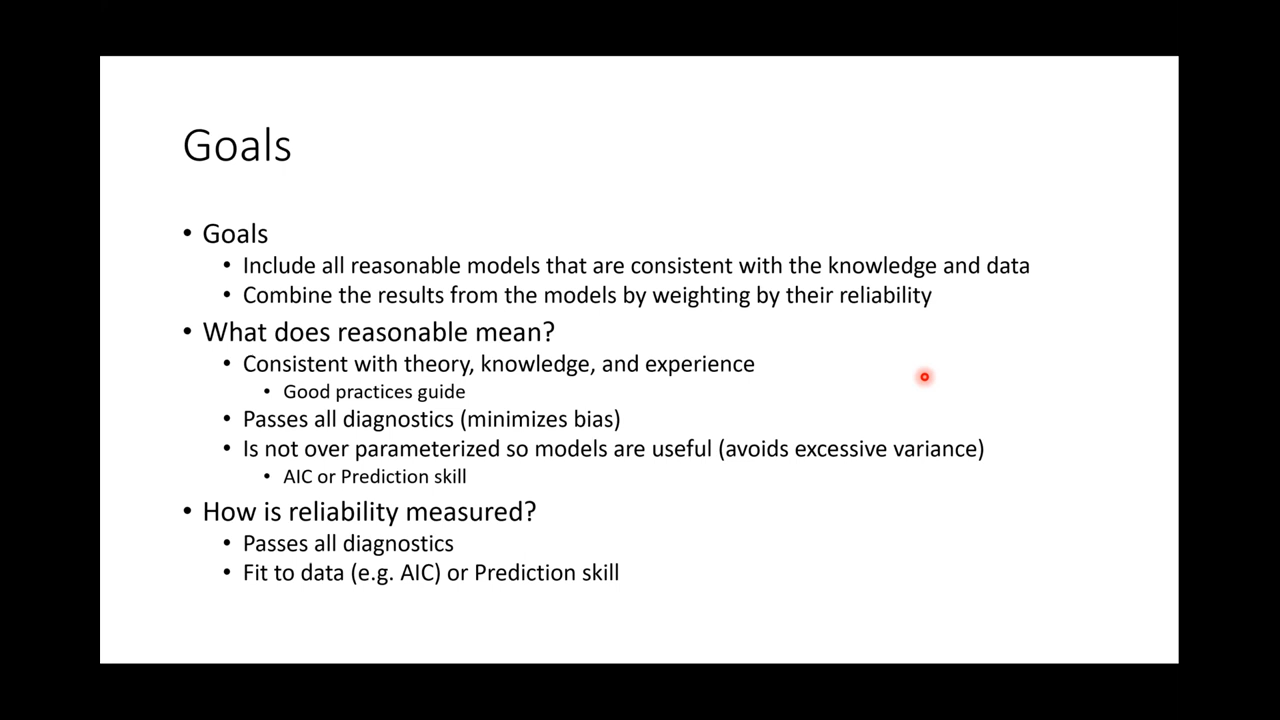 Goals
• Goals
• Include all reasonable models that are consistent with the knowledge and data
• Combine the results from the models by weighting by their reliability
• What does reasonable mean?
• Consistent with theory, knowledge, and experience
• Good practices guide
• Passes all diagnostics (minimizes bias)
• Is not over parameterized so models are useful (avoids excessive variance)
• AIC or Prediction skill
• How is reliability measured?
• Passes all diagnostics
• Fit to data (e.g. AIC) or Prediction skill